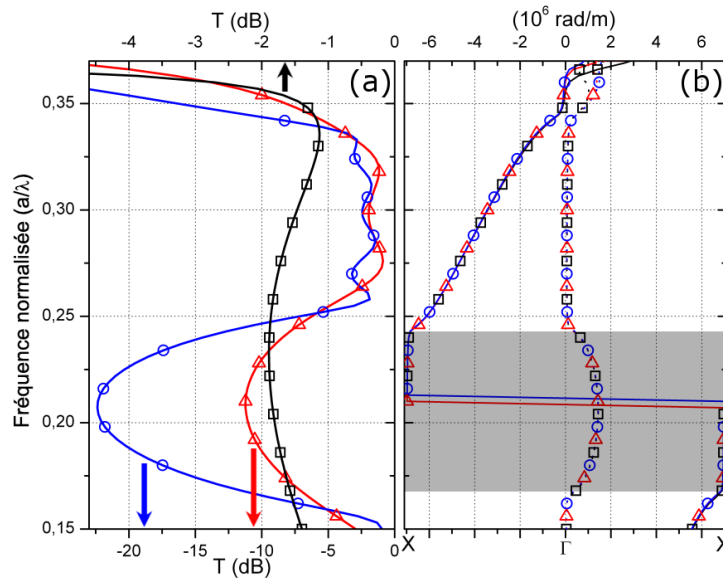 T (dB)
(10⁶ rad/m)
-4 -3 -2 -1 0
-6 -4 -2 0 2 4 6
(a)
(b)
Fréquence normalisée (a/λ)
0,35
0,30
0,25
0,20
0,15
-20 -15 -10 -5 0
X Γ X
T (dB)